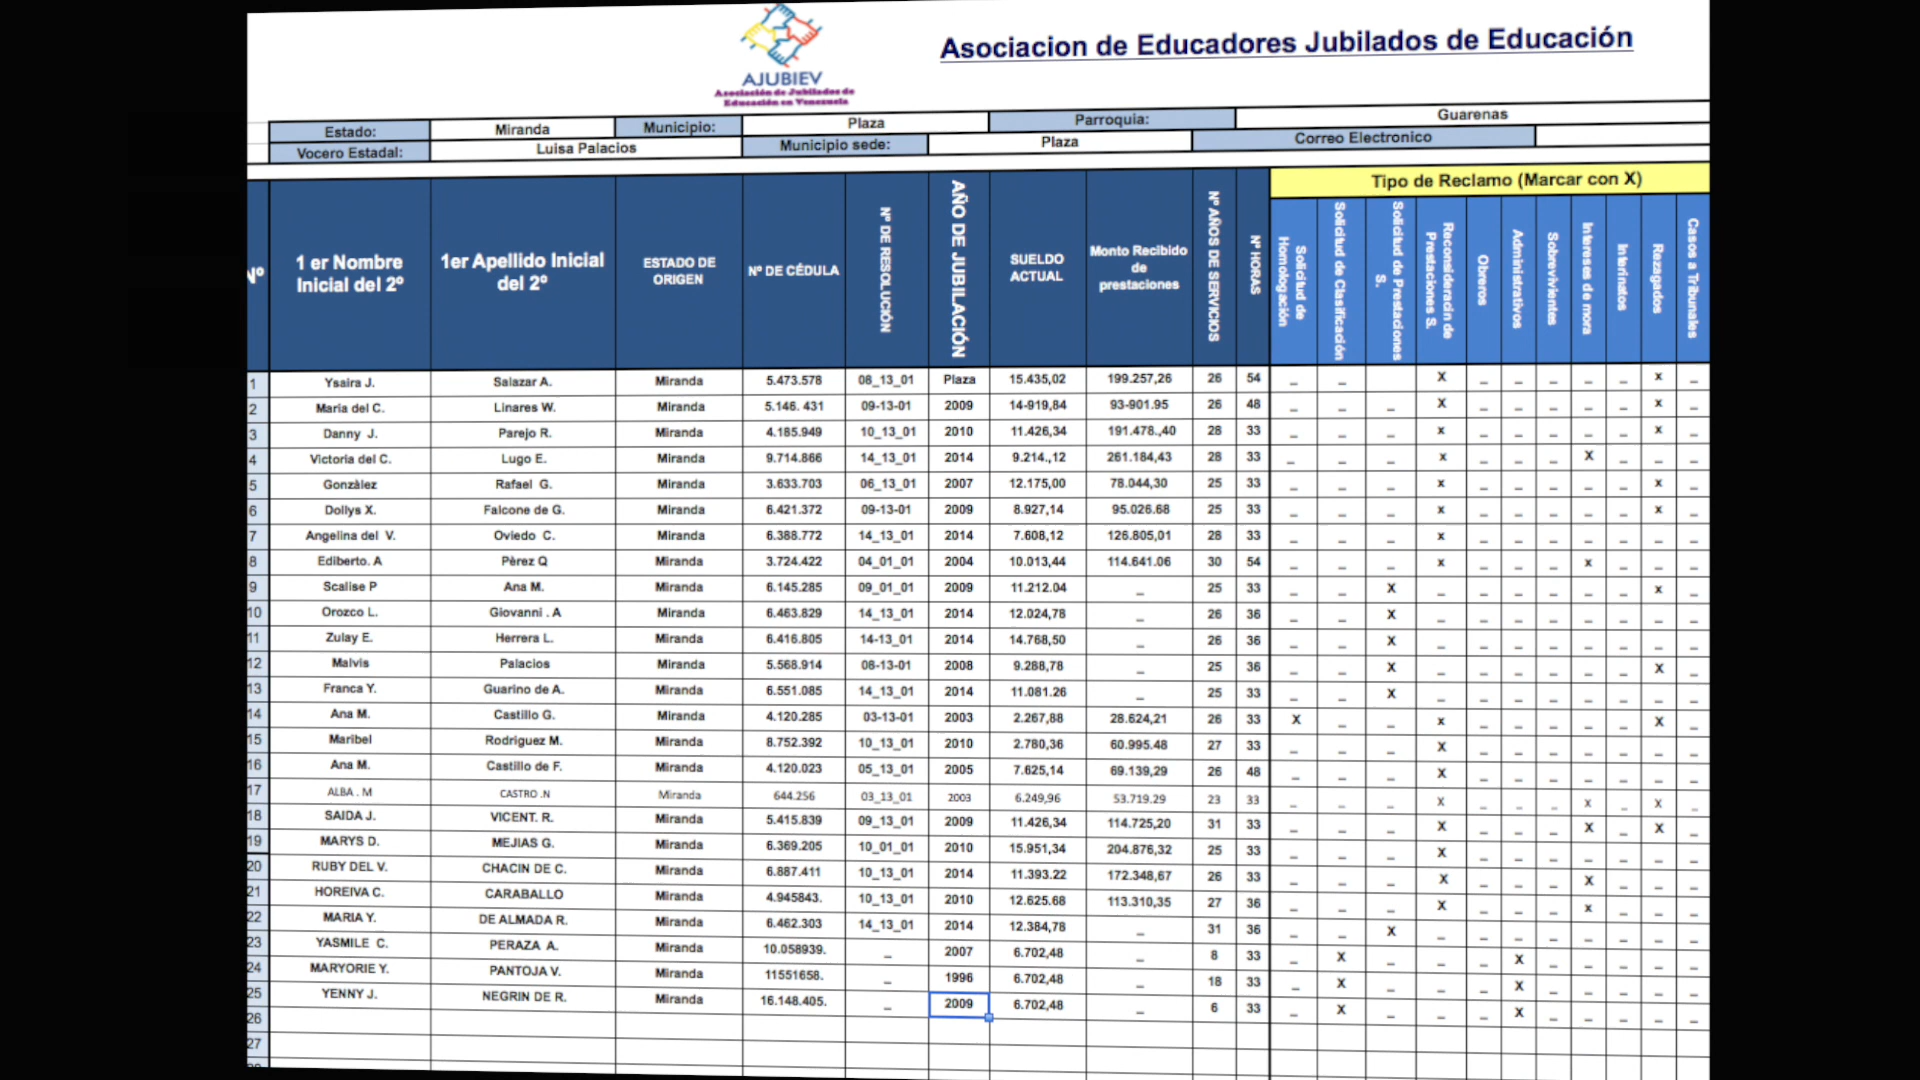 AJUBIEV
Asociación de Jubilados de
Educación en Venezuela
Asociacion de Educadores Jubilados de Educación
Estado: Miranda Municipio: Plaza Parroquia: Guarenas
Vocero Estadal: Luisa Palacios Municipio sede: Plaza Correo Electronico
Tipo de Reclamo (Marcar con X)
Nº 1 er Nombre Inicial del 2º 1er Apellido Inicial del 2º ESTADO DE ORIGEN Nº DE CÉDULA Nº DE RESOLUCIÓN AÑO DE JUBILACIÓN SUELDO ACTUAL Monto Recibido de prestaciones Nº AÑOS DE SERVICIOS Nº HORAS Solicitud de Homologación Solicitud de Clasificación Solicitud de Prestaciones S. Reconsideracin de Prestaciones S. Obreros Administrativos Sobrevivientes Intereses de mora Interinatos Rezagados Casos a Tribunales
1 Ysaira J. Salazar A. Miranda 5.473.578 08_13_01 Plaza 15.435,02 199.257,26 26 54 _ _ X _ _ _ _ _ x _
2 Maria del C. Linares W. Miranda 5.146. 431 09-13-01 2009 14-919,84 93-901.95 26 48 _ _ _ X _ _ _ _ _ x _
3 Danny J. Parejo R. Miranda 4.185.949 10_13_01 2010 11.426,34 191.478.,40 28 33 _ _ _ x _ _ _ _ _ x _
4 Victoria del C. Lugo E. Miranda 9.714.866 14_13_01 2014 9.214.,12 261.184,43 28 33 _ _ _ x _ _ _ X _ _ _
5 Gonzàlez Rafael G. Miranda 3.633.703 06_13_01 2007 12.175,00 78.044,30 25 33 _ _ _ x _ _ _ _ _ x _
6 Dollys X. Falcone de G. Miranda 6.421.372 09-13-01 2009 8.927,14 95.026.68 25 33 _ _ _ x _ _ _ _ _ x _
7 Angelina del V. Oviedo C. Miranda 6.388.772 14_13_01 2014 7.608,12 126.805,01 28 33 _ _ _ x _ _ _ _ _ _ _
8 Ediberto. A Pèrez Q Miranda 3.724.422 04_01_01 2004 10.013,44 114.641.06 30 54 _ _ _ x _ _ _ x _ _ _
9 Scalise P Ana M. Miranda 6.145.285 09_01_01 2009 11.212.04 _ 25 33 _ _ X _ _ _ _ _ _ x _
10 Orozco L. Giovanni . A Miranda 6.463.829 14_13_01 2014 12.024,78 _ 26 36 _ _ X _ _ _ _ _ _ _ _
11 Zulay E. Herrera L. Miranda 6.416.805 14-13_01 2014 14.768,50 _ 26 36 _ _ X _ _ _ _ _ _ _ _
12 Malvis Palacios Miranda 5.568.914 08-13-01 2008 9.288,78 _ 25 36 _ _ X _ _ _ _ _ _ X _
13 Franca Y. Guarino de A. Miranda 6.551.085 14_13_01 2014 11.081.26 _ 25 33 _ _ X _ _ _ _ _ _ _ _
14 Ana M. Castillo G. Miranda 4.120.285 03-13-01 2003 2.267,88 28.624,21 26 33 X _ _ x _ _ _ _ _ X _
15 Maribel Rodriguez M. Miranda 8.752.392 10_13_01 2010 2.780,36 60.995.48 27 33 _ _ _ X _ _ _ _ _ _ _
16 Ana M. Castillo de F. Miranda 4.120.023 05_13_01 2005 7.625,14 69.139,29 26 48 _ _ _ X _ _ _ _ _ _ _
17 ALBA . M CASTRO .N Miranda 644.256 03_13_01 2003 6.249,96 53.719.29 23 33 _ _ _ X _ _ _ X _ X _
18 SAIDA J. VICENT. R. Miranda 5.415.839 09_13_01 2009 11.426,34 114.725,20 31 33 _ _ _ X _ _ _ X _ X _
19 MARYS D. MEJIAS G. Miranda 6.369.205 10_01_01 2010 15.951,34 204.876,32 25 33 _ _ _ X _ _ _ _ _ _ _
20 RUBY DEL V. CHACIN DE C. Miranda 6.887.411 10_13_01 2014 11.393.22 172.348,67 26 33 _ _ _ X _ _ _ X _ _ _
21 HOREIVA C. CARABALLO Miranda 4.945843. 10_13_01 2010 12.625.68 113.310,35 27 36 _ _ _ X _ _ _ x _ _ _
22 MARIA Y. DE ALMADA R. Miranda 6.462.303 14_13_01 2014 12.384,78 _ 31 36 _ _ X _ _ _ _ _ _ _ _
23 YASMILE C. PERAZA A. Miranda 10.058939. _ 2007 6.702,48 _ 8 33 _ X _ _ _ X _ _ _ _ _
24 MARYORIE Y. PANTOJA V. Miranda 11551658. _ 1996 6.702,48 _ 18 33 _ X _ _ _ X _ _ _ _ _
25 YENNY J. NEGRIN DE R. Miranda 16.148.405. _ 2009 6.702,48 _ 6 33 _ X _ _ _ X _ _ _ _ _
26
27